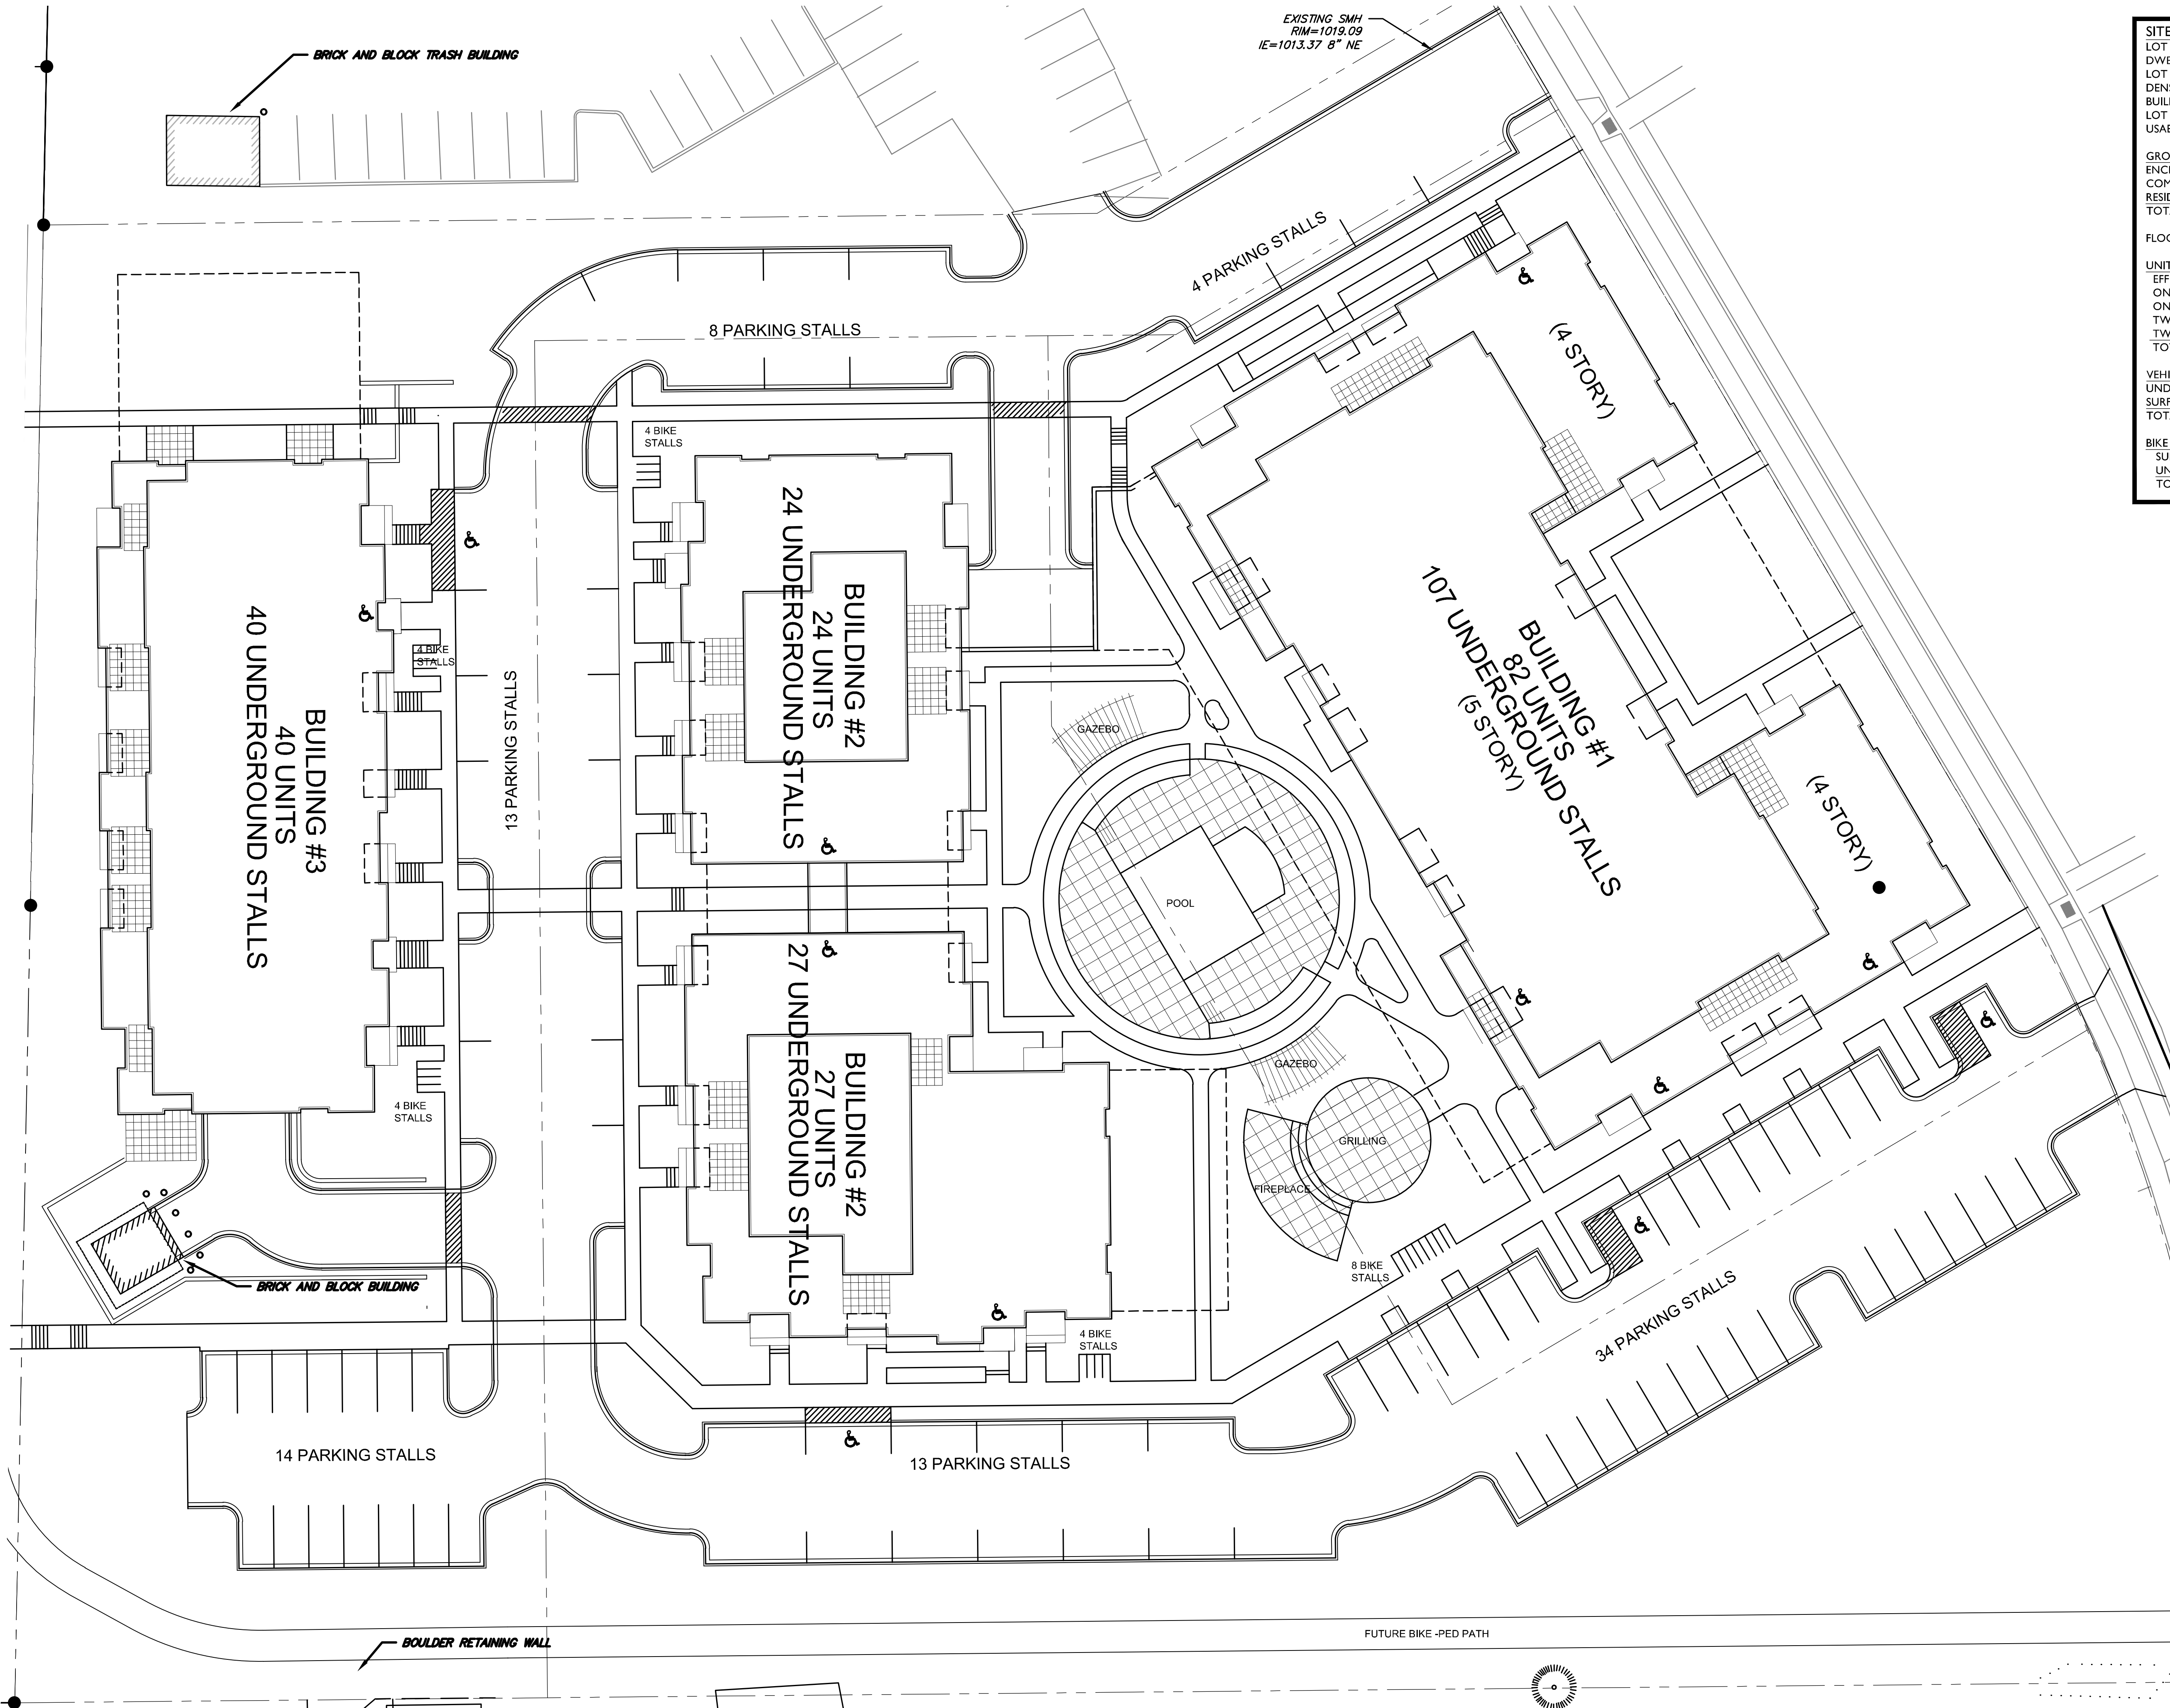 EXISTING SMH
RIM=1019.09
IE=1013.37 8" NE
BRICK AND BLOCK TRASH BUILDING
SITE
LOT
LOT
LOT
4 PARKING STALLS
8 PARKING STALLS
(4 STORY)
4 BIKE
STALLS
24 UNDERGROUND STALLS
BUILDING #2
24 UNITS
BUILDING #1
82 UNITS
107 UNDERGROUND STALLS
(5 STORY)
4 BIKE
STALLS
13 PARKING STALLS
BUILDING #3
40 UNITS
40 UNDERGROUND STALLS
GAZEBO
(4 STORY)
POOL
BUILDING #2
27 UNITS
27 UNDERGROUND STALLS
GAZEBO
4 BIKE
STALLS
GRILLING
FIREPLACE
8 BIKE
STALLS
BRICK AND BLOCK BUILDING
4 BIKE
STALLS
34 PARKING STALLS
14 PARKING STALLS
13 PARKING STALLS
FUTURE BIKE -PED PATH
BOULDER RETAINING WALL